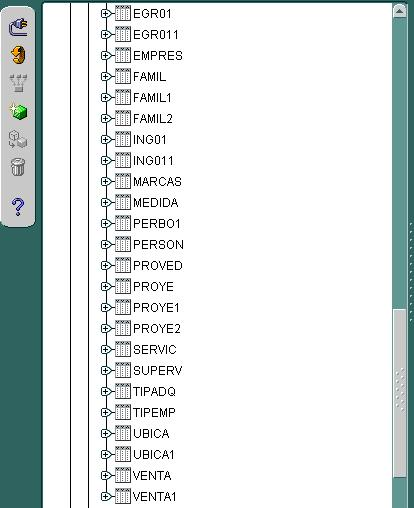 EGR01
EGR011
EMPRES
FAMIL
FAMIL1
FAMIL2
ING01
ING011
MARCAS
MEDIDA
PERBO1
PERSON
PROVED
PROYE
PROYE1
PROYE2
SERVIC
SUPERV
TIPADQ
TIPEMP
UBICA
UBICA1
VENTA
VENTA1